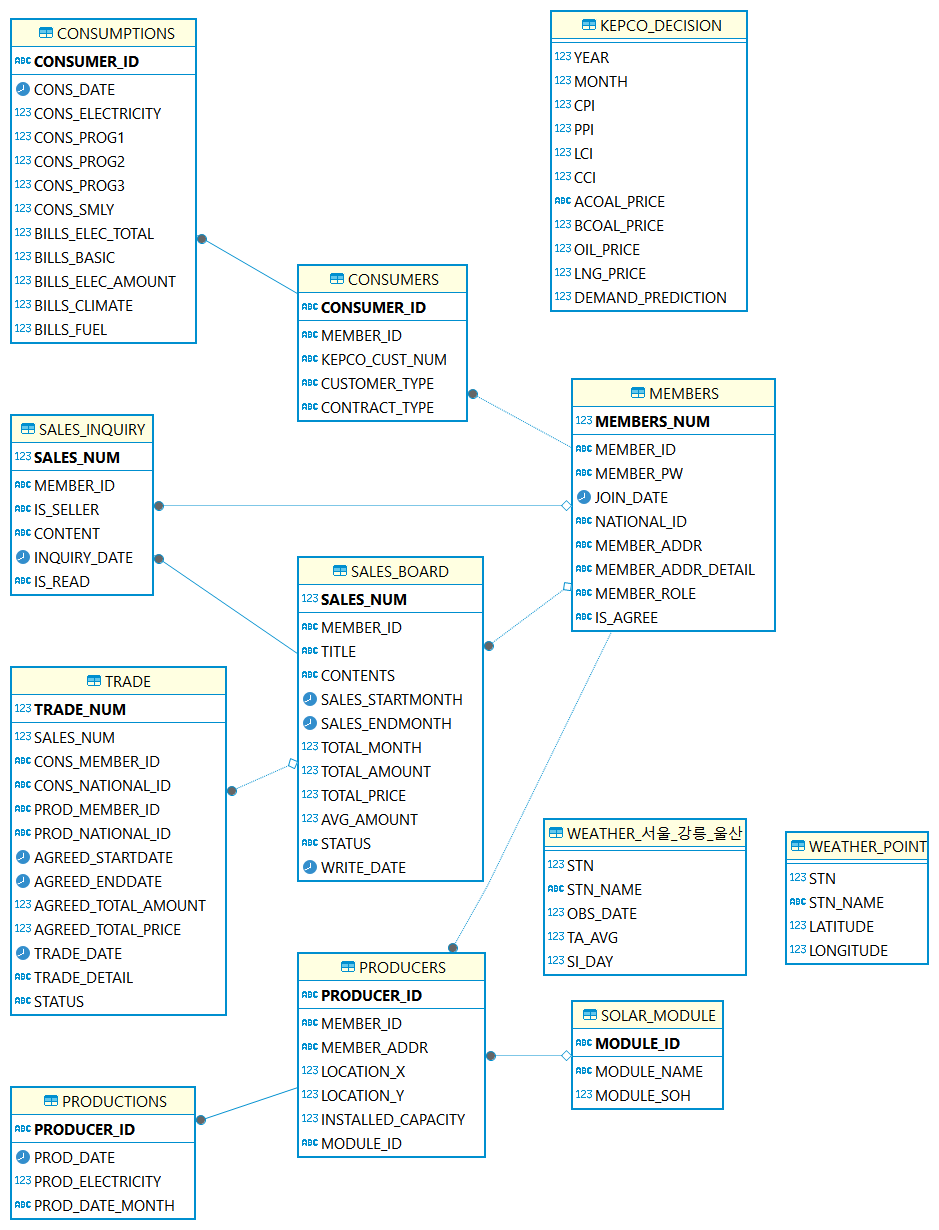 CONSUMPTIONS
ABC CONSUMER_ID
CONS_DATE
123 CONS_ELECTRICITY
123 CONS_PROG1
123 CONS_PROG2
123 CONS_PROG3
123 CONS_SMLY
123 BILLS_ELEC_TOTAL
123 BILLS_BASIC
123 BILLS_ELEC_AMOUNT
123 BILLS_CLIMATE
123 BILLS_FUEL
KEPCO_DECISION
123 YEAR
123 MONTH
123 CPI
123 PPI
123 LCI
123 CCI
ABC ACOAL_PRICE
123 BCOAL_PRICE
123 OIL_PRICE
123 LNG_PRICE
123 DEMAND_PREDICTION
CONSUMERS
ABC CONSUMER_ID
ABC MEMBER_ID
ABC KEPCO_CUST_NUM
ABC CUSTOMER_TYPE
ABC CONTRACT_TYPE
MEMBERS
123 MEMBERS_NUM
ABC MEMBER_ID
ABC MEMBER_PW
JOIN_DATE
ABC NATIONAL_ID
ABC MEMBER_ADDR
ABC MEMBER_ADDR_DETAIL
ABC MEMBER_ROLE
ABC IS_AGREE
SALES_INQUIRY
123 SALES_NUM
ABC MEMBER_ID
ABC IS_SELLER
ABC CONTENT
INQUIRY_DATE
ABC IS_READ
SALES_BOARD
123 SALES_NUM
ABC MEMBER_ID
ABC TITLE
ABC CONTENTS
SALES_STARTMONTH
SALES_ENDMONTH
123 TOTAL_MONTH
123 TOTAL_AMOUNT
123 TOTAL_PRICE
123 AVG_AMOUNT
ABC STATUS
WRITE_DATE
TRADE
123 TRADE_NUM
123 SALES_NUM
ABC CONS_MEMBER_ID
ABC CONS_NATIONAL_ID
ABC PROD_MEMBER_ID
ABC PROD_NATIONAL_ID
AGREED_STARTDATE
AGREED_ENDDATE
123 AGREED_TOTAL_AMOUNT
123 AGREED_TOTAL_PRICE
TRADE_DATE
ABC TRADE_DETAIL
ABC STATUS
WEATHER_서울_강릉_울산
123 STN
ABC STN_NAME
123 OBS_DATE
123 TA_AVG
123 SI_DAY
WEATHER_POINT
123 STN
ABC STN_NAME
123 LATITUDE
123 LONGITUDE
PRODUCERS
ABC PRODUCER_ID
ABC MEMBER_ID
ABC MEMBER_ADDR
123 LOCATION_X
123 LOCATION_Y
123 INSTALLED_CAPACITY
ABC MODULE_ID
SOLAR_MODULE
ABC MODULE_ID
ABC MODULE_NAME
123 MODULE_SOH
PRODUCTIONS
ABC PRODUCER_ID
PROD_DATE
123 PROD_ELECTRICITY
ABC PROD_DATE_MONTH